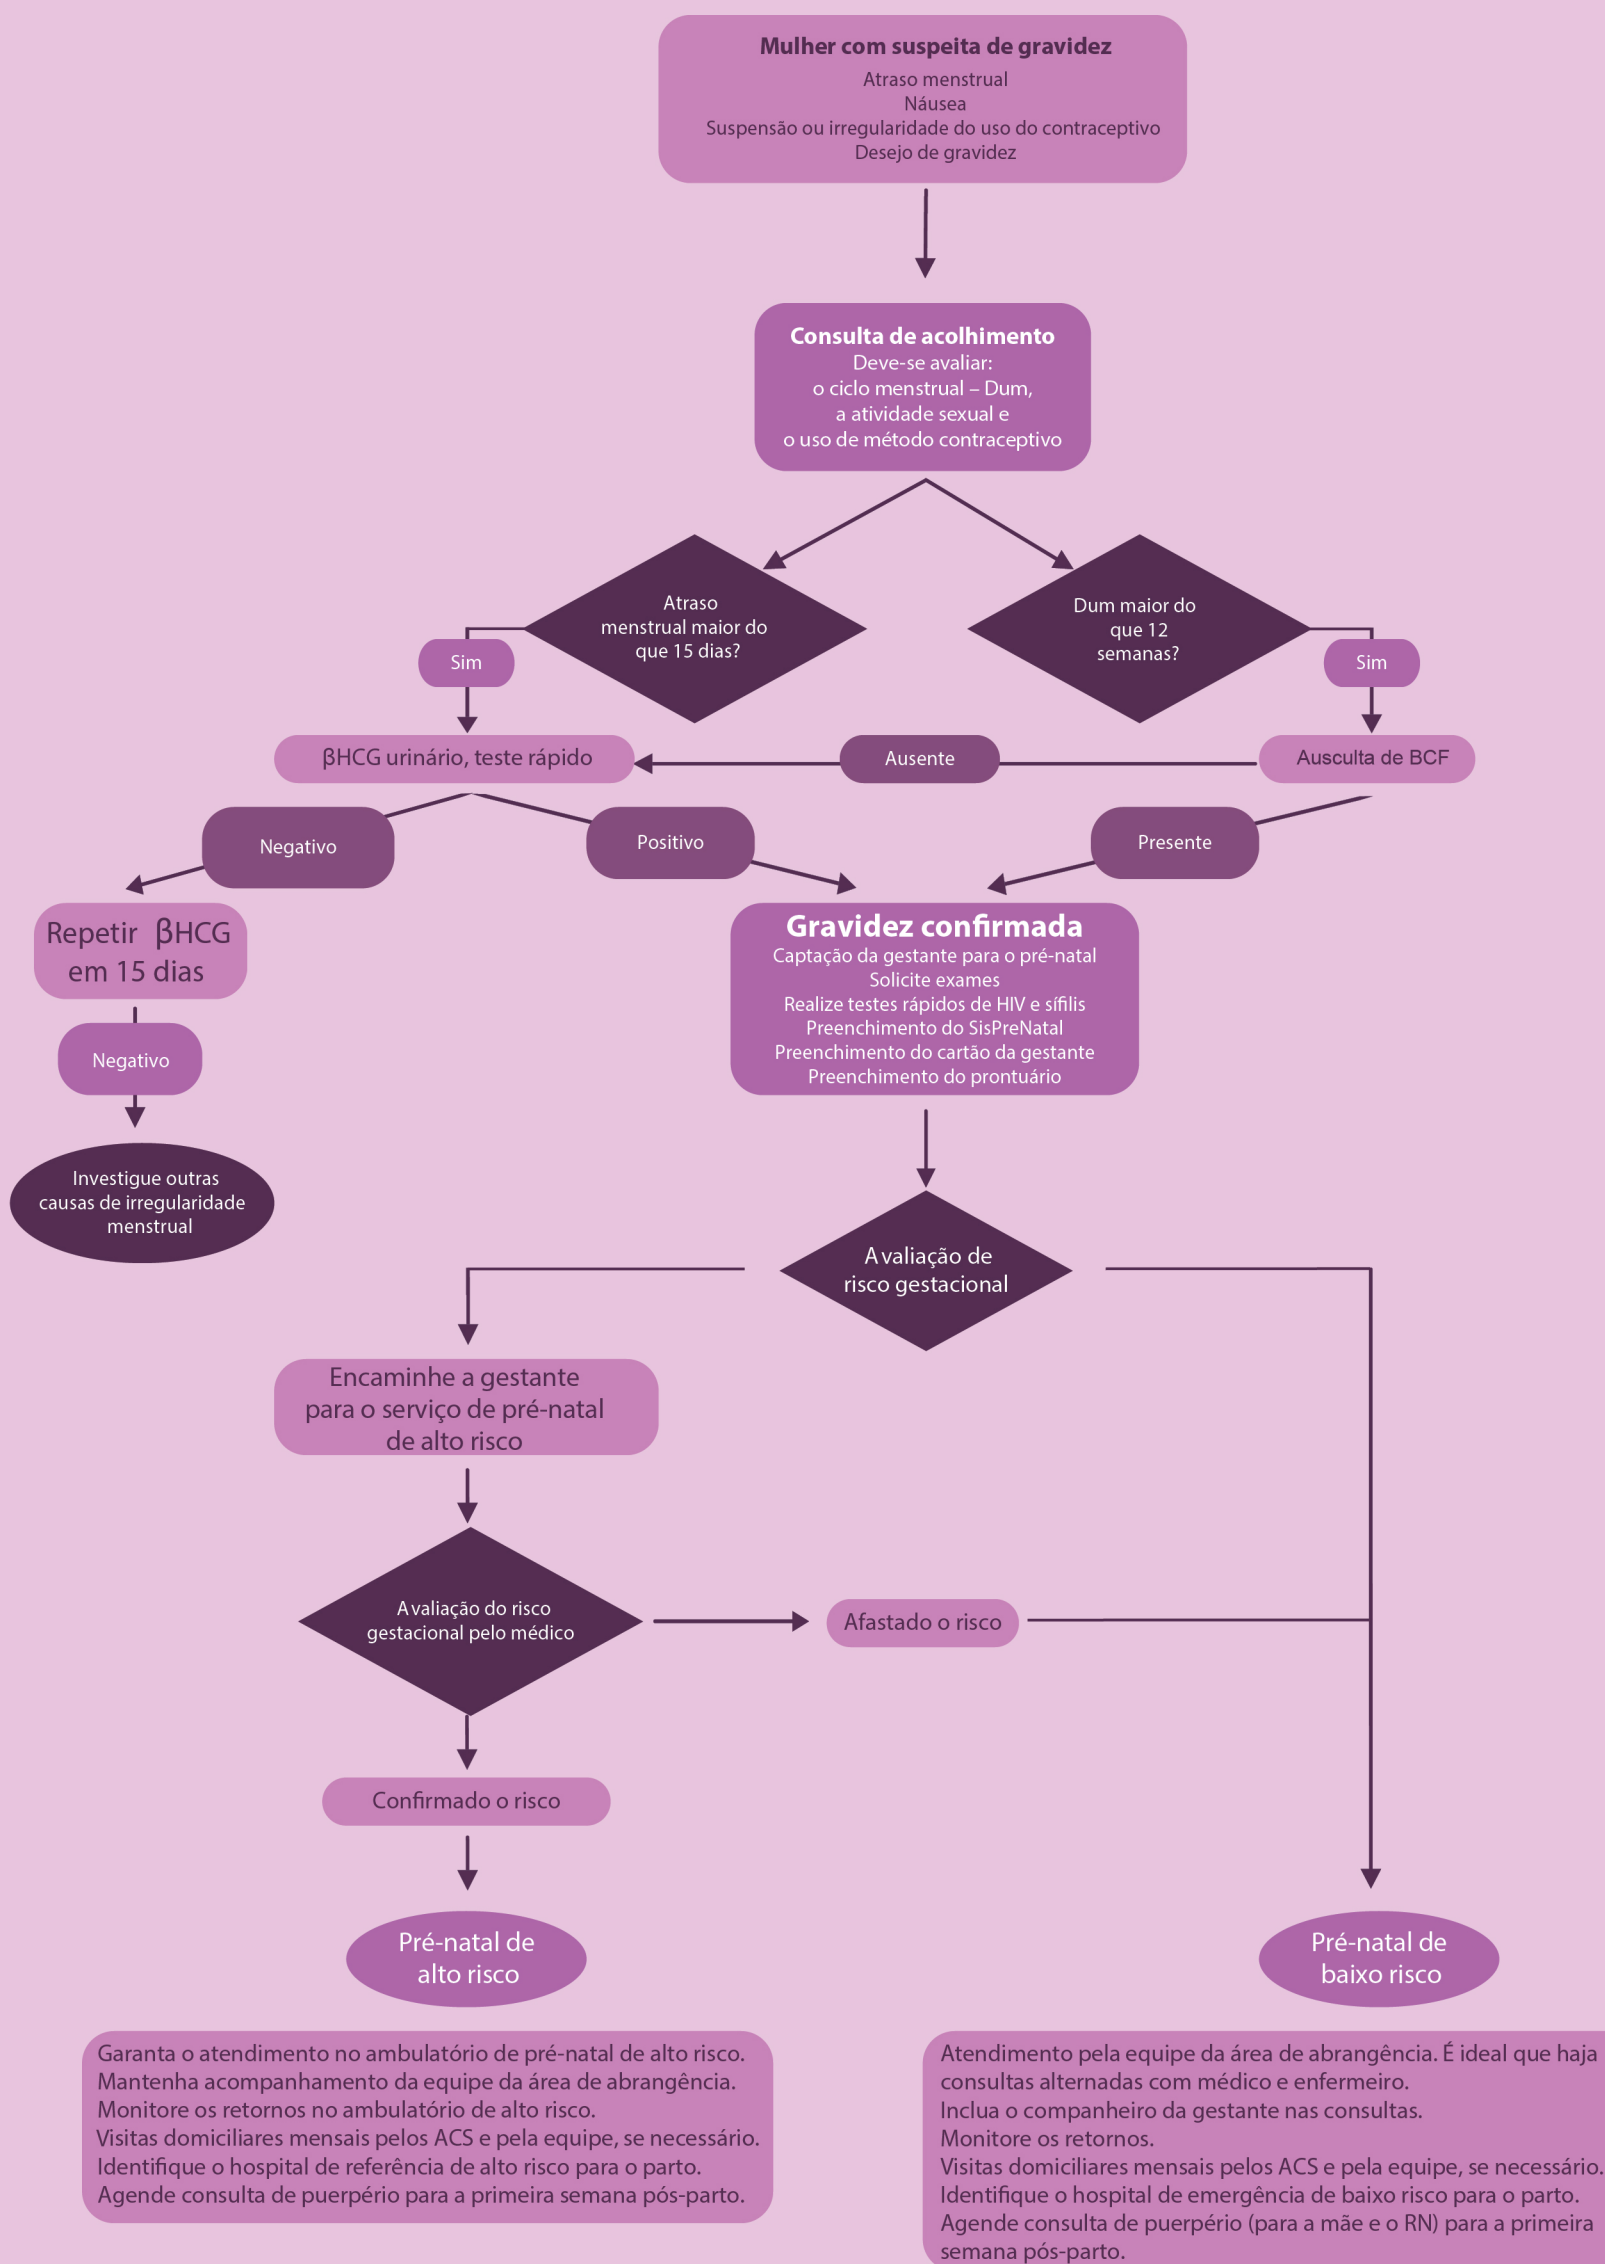 Mulher com suspeita de gravidez
Atraso menstrual
Náusea
Suspensão ou irregularidade do uso do contraceptivo
Desejo de gravidez
Consulta de acolhimento
Deve-se avaliar:
o ciclo menstrual – Dum,
a atividade sexual e
o uso de método contraceptivo
Atraso
menstrual maior do
que 15 dias?
Dum maior do
que 12
semanas?
Sim
Sim
βHCG urinário, teste rápido
Ausente
Ausculta de BCF
Negativo
Positivo
Presente
Repetir βHCG
em 15 dias
Gravidez confirmada
Captação da gestante para o pré-natal
Solicite exames
Realize testes rápidos de HIV e sífilis
Preenchimento do SisPreNatal
Preenchimento do cartão da gestante
Preenchimento do prontuário
Negativo
Investigue outras
causas de irregularidade
menstrual
Avaliação de
risco gestacional
Encaminhe a gestante
para o serviço de pré-natal
de alto risco
Avaliação do risco
gestacional pelo médico
Afastado o risco
Confirmado o risco
Pré-natal de
alto risco
Pré-natal de
baixo risco
Garanta o atendimento no ambulatório de pré-natal de alto risco.
Mantenha acompanhamento da equipe da área de abrangência.
Monitore os retornos no ambulatório de alto risco.
Visitas domiciliares mensais pelos ACS e pela equipe, se necessário.
Identifique o hospital de referência de alto risco para o parto.
Agende consulta de puerpério para a primeira semana pós-parto.
Atendimento pela equipe da área de abrangência. É ideal que haja
consultas alternadas com médico e enfermeiro.
Inclua o companheiro da gestante nas consultas.
Monitore os retornos.
Visitas domiciliares mensais pelos ACS e pela equipe, se necessário.
Identifique o hospital de emergência de baixo risco para o parto.
Agende consulta de puerpério (para a mãe e o RN) para a primeira
semana pós-parto.